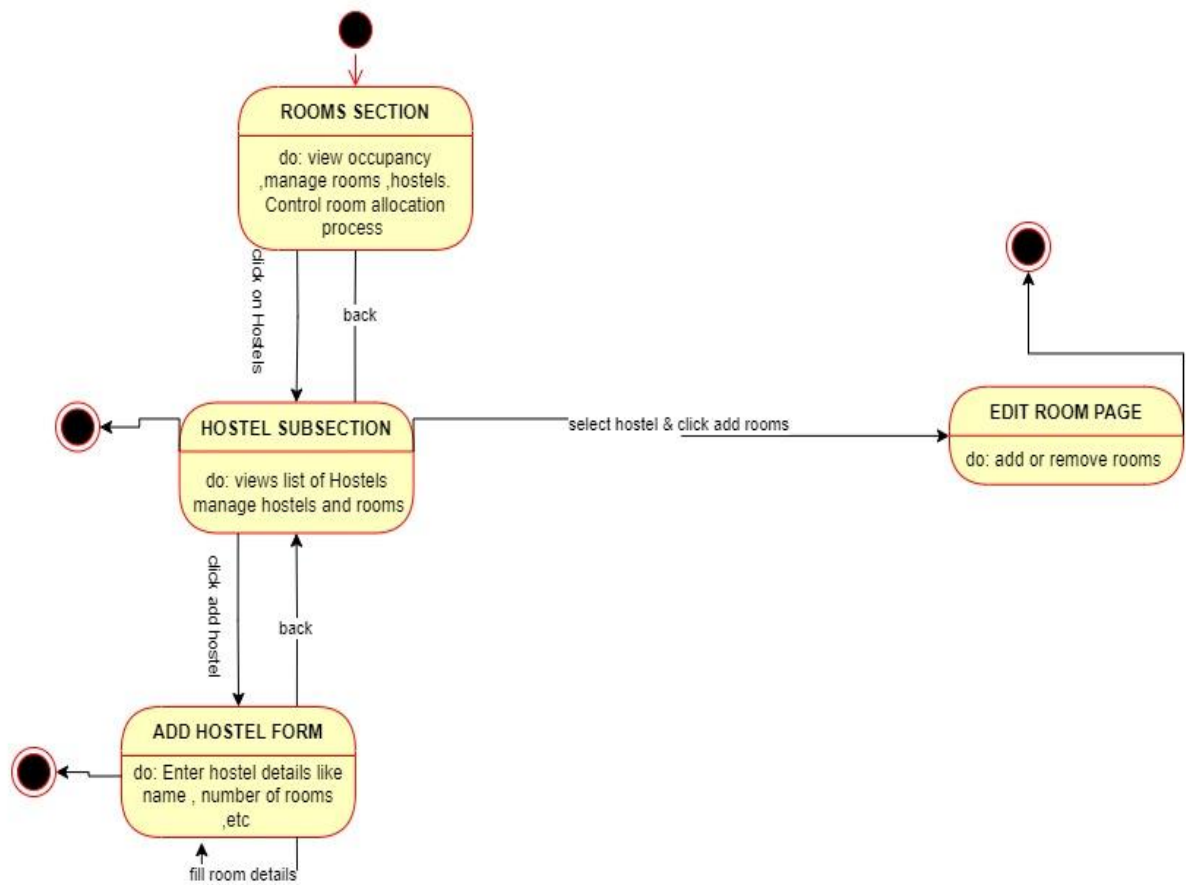 ROOMS SECTION
do: view occupancy
,manage rooms ,hostels.
Control room allocation
process
click on Hostels
back
HOSTEL SUBSECTION
do: views list of Hostels
manage hostels and rooms
select hostel & click add rooms
EDIT ROOM PAGE
do: add or remove rooms
click add hostel
back
ADD HOSTEL FORM
do: Enter hostel details like
name , number of rooms
,etc
fill room details